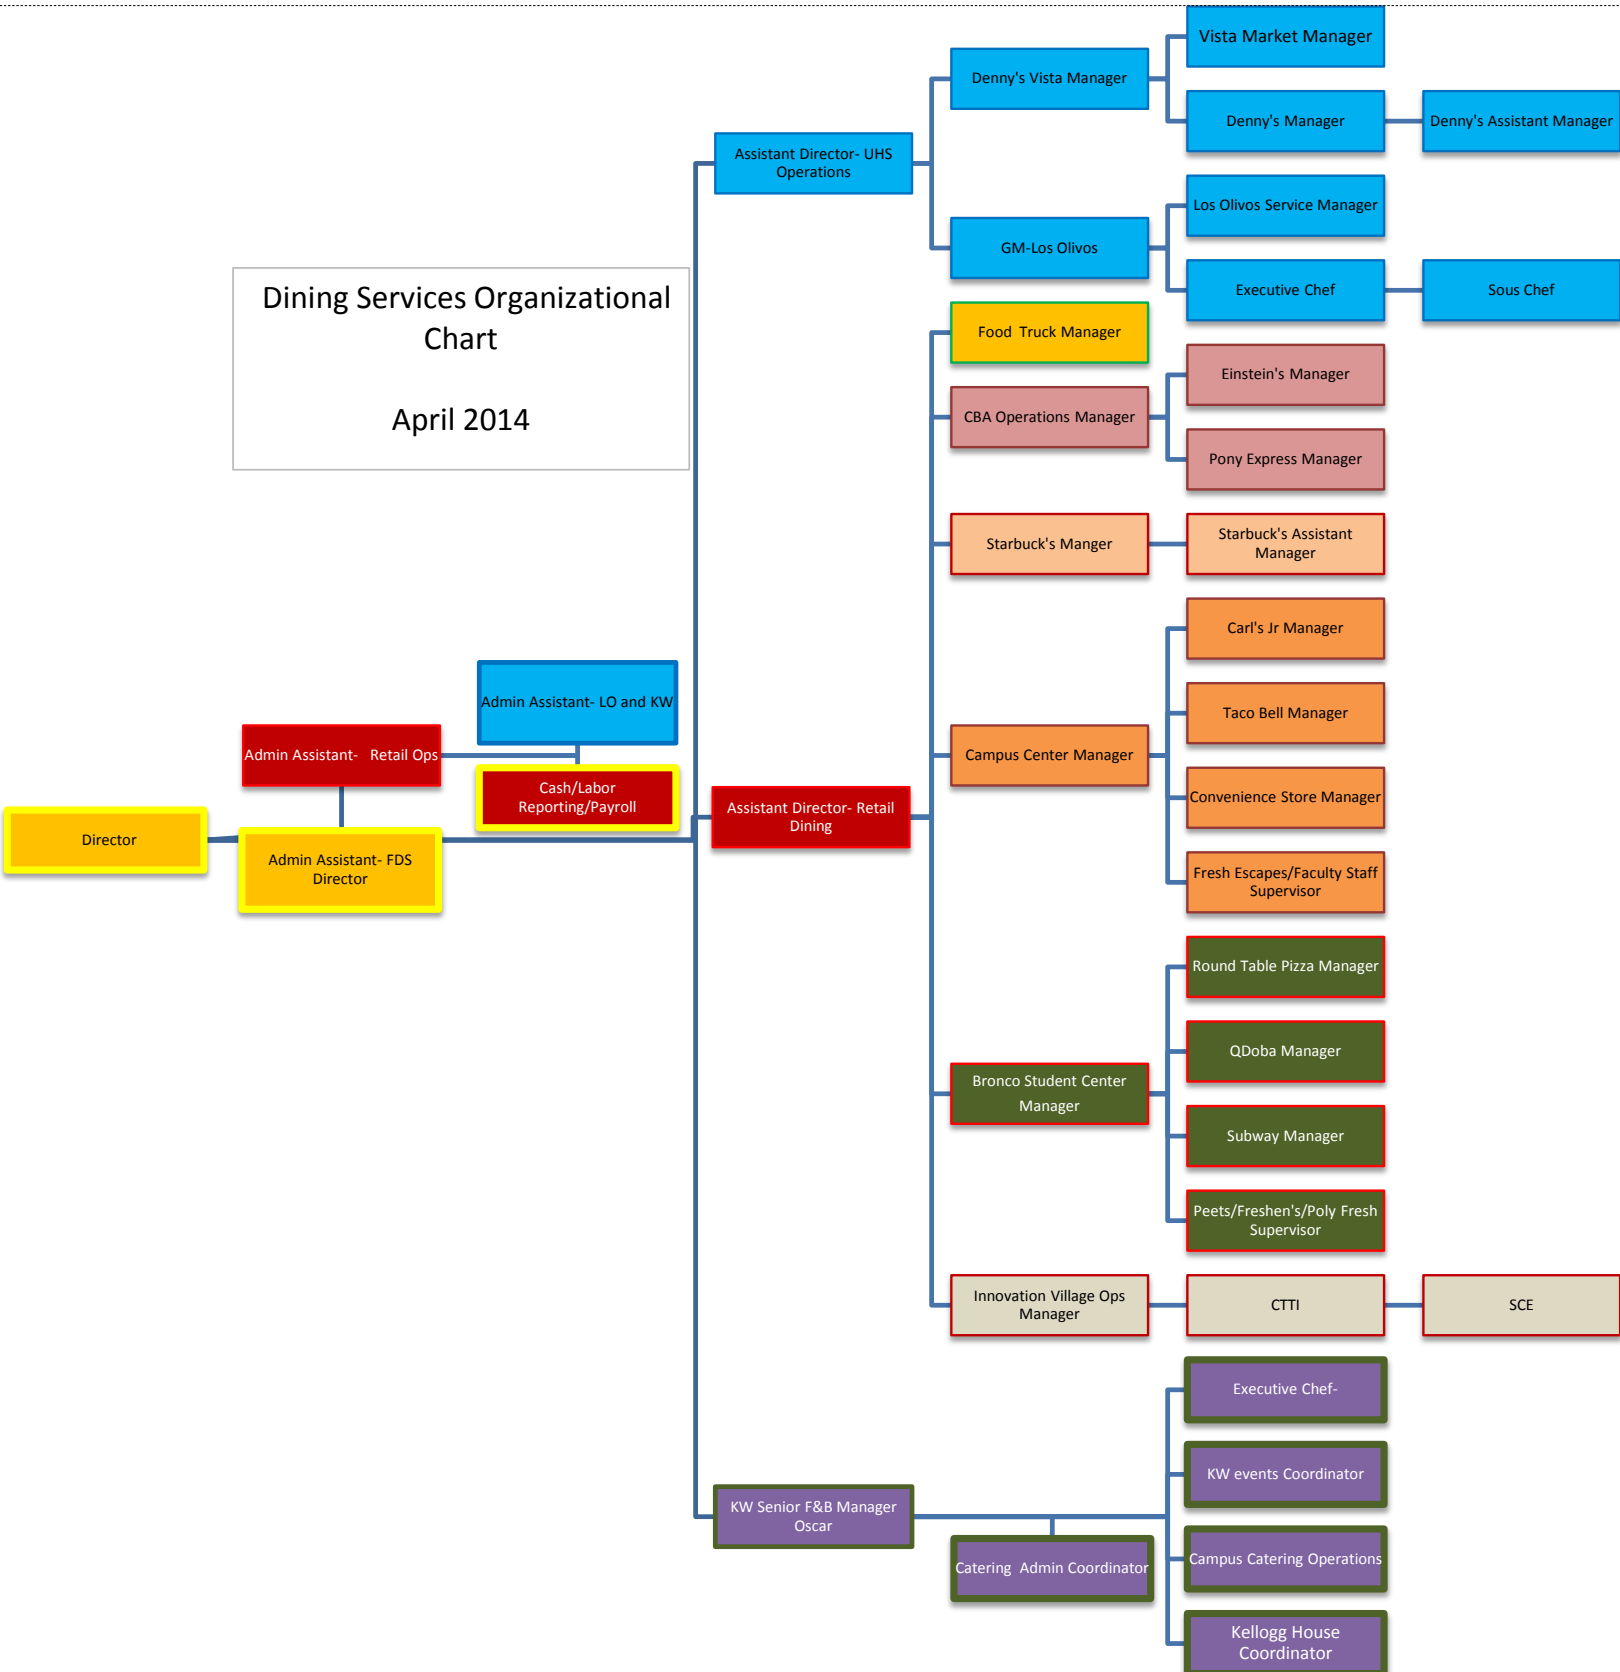 Dining Services Organizational
Chart
April 2014
Director
Admin Assistant- Retail Ops
Admin Assistant- FDS
Director
Admin Assistant- LO and KW
Cash/Labor
Reporting/Payroll
Assistant Director- UHS
Operations
Denny's Vista Manager
Vista Market Manager
Denny's Manager
Denny's Assistant Manager
GM-Los Olivos
Los Olivos Service Manager
Executive Chef
Sous Chef
Assistant Director- Retail
Dining
Food Truck Manager
CBA Operations Manager
Einstein's Manager
Pony Express Manager
Starbuck's Manger
Starbuck's Assistant
Manager
Campus Center Manager
Carl's Jr Manager
Taco Bell Manager
Convenience Store Manager
Fresh Escapes/Faculty Staff
Supervisor
Bronco Student Center
Manager
Round Table Pizza Manager
QDoba Manager
Subway Manager
Peets/Freshen's/Poly Fresh
Supervisor
Innovation Village Ops
Manager
CTTI
SCE
KW Senior F&B Manager
Oscar
Catering Admin Coordinator
Executive Chef-
KW events Coordinator
Campus Catering Operations
Kellogg House
Coordinator